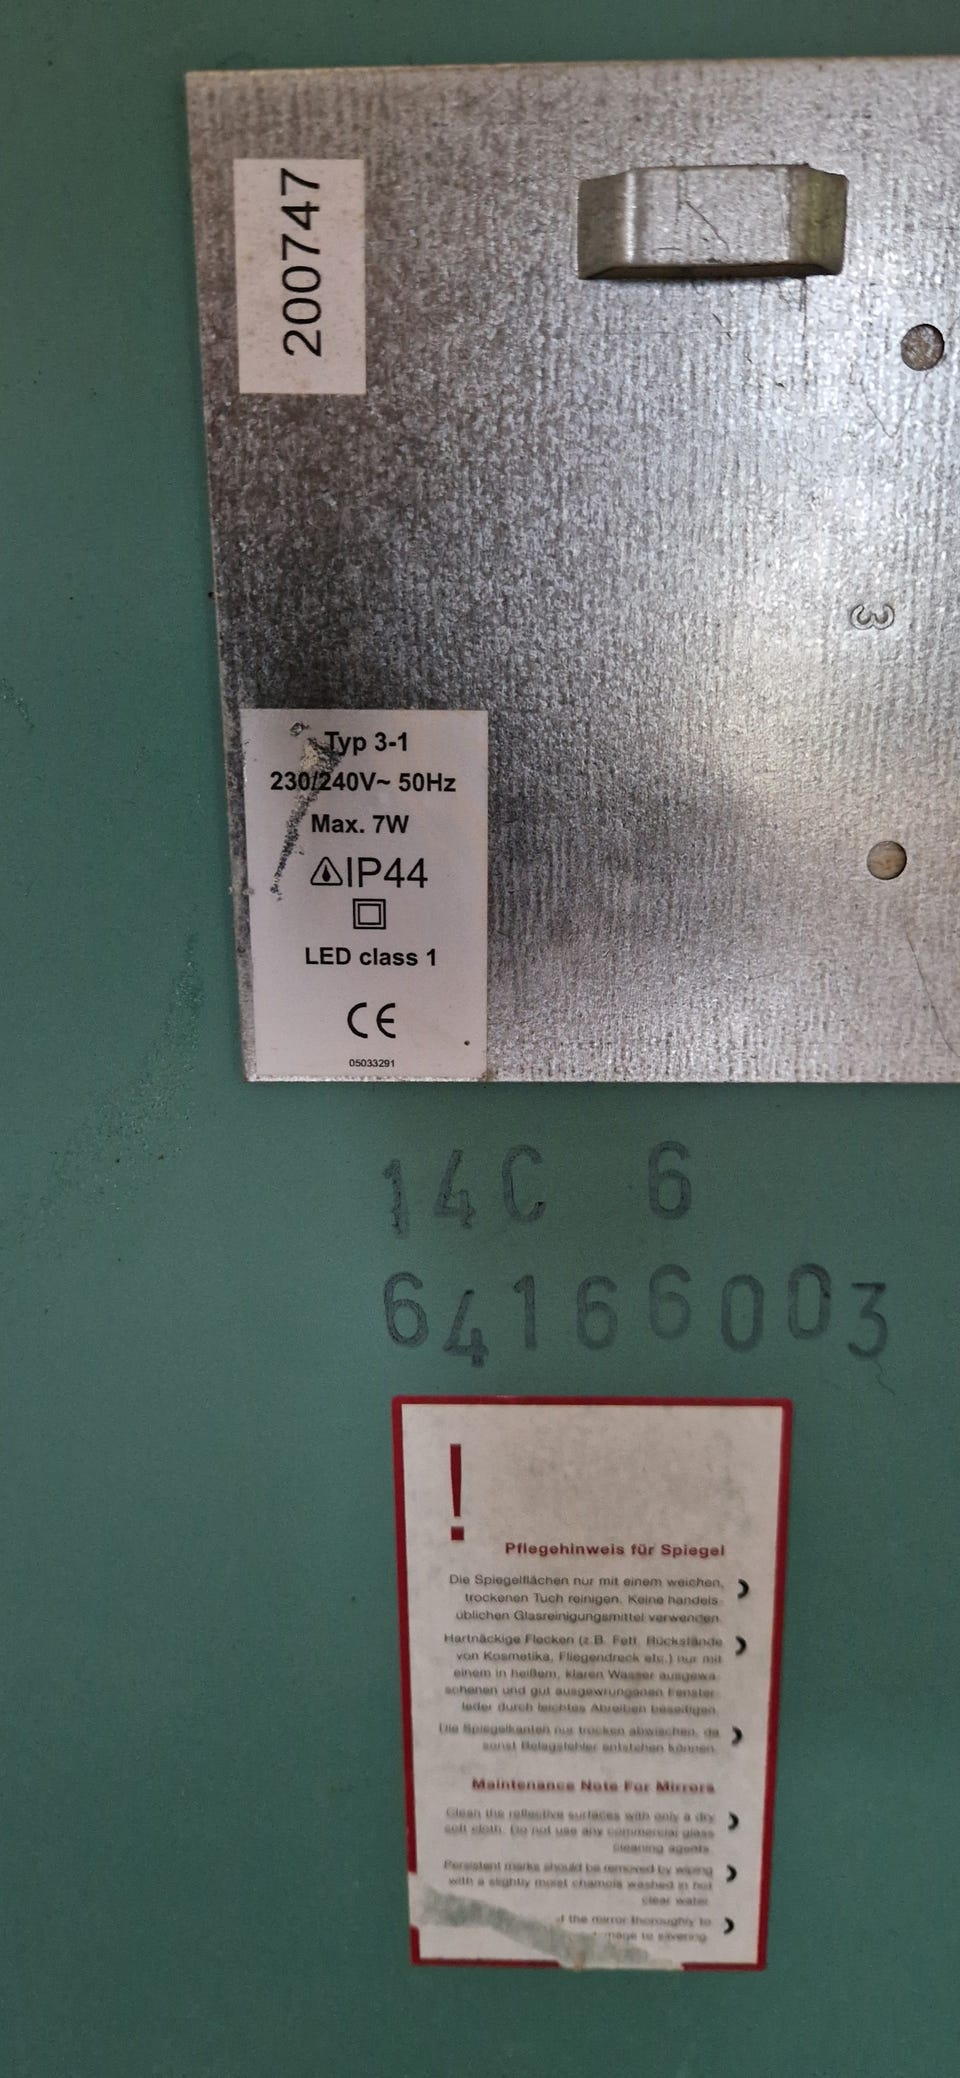 200747
3
Typ 3-1
230/240V~ 50Hz
Max. 7W
IP44
LED class 1
CE
05033291
14C 6
64166003
!
Pflegehinweis für Spiegel
Die Spiegelflächen nur mit einem weichen,
trockenen Tuch reinigen. Keine handels-
üblichen Glasreinigungsmittel verwenden.
Hartnäckige Flecken (z.B. Fett, Rückstände
von Kosmetika, Fliegendreck etc.) nur mit
einem in heißem, klaren Wasser ausgewa-
schenen und gut ausgewrungenen Fenster-
leder durch leichtes Abreiben beseitigen.
Die Spiegelkanten nur trocken abwischen, da
sonst Belagsfehler entstehen können.
Maintenance Note For Mirrors
Clean the reflective surfaces with only a dry
soft cloth. Do not use any commercial glass
cleaning agents.
Persistent marks should be removed by wiping
with a slightly moist chamois washed in hot
clear water.
the mirror thoroughly to
to silvering.